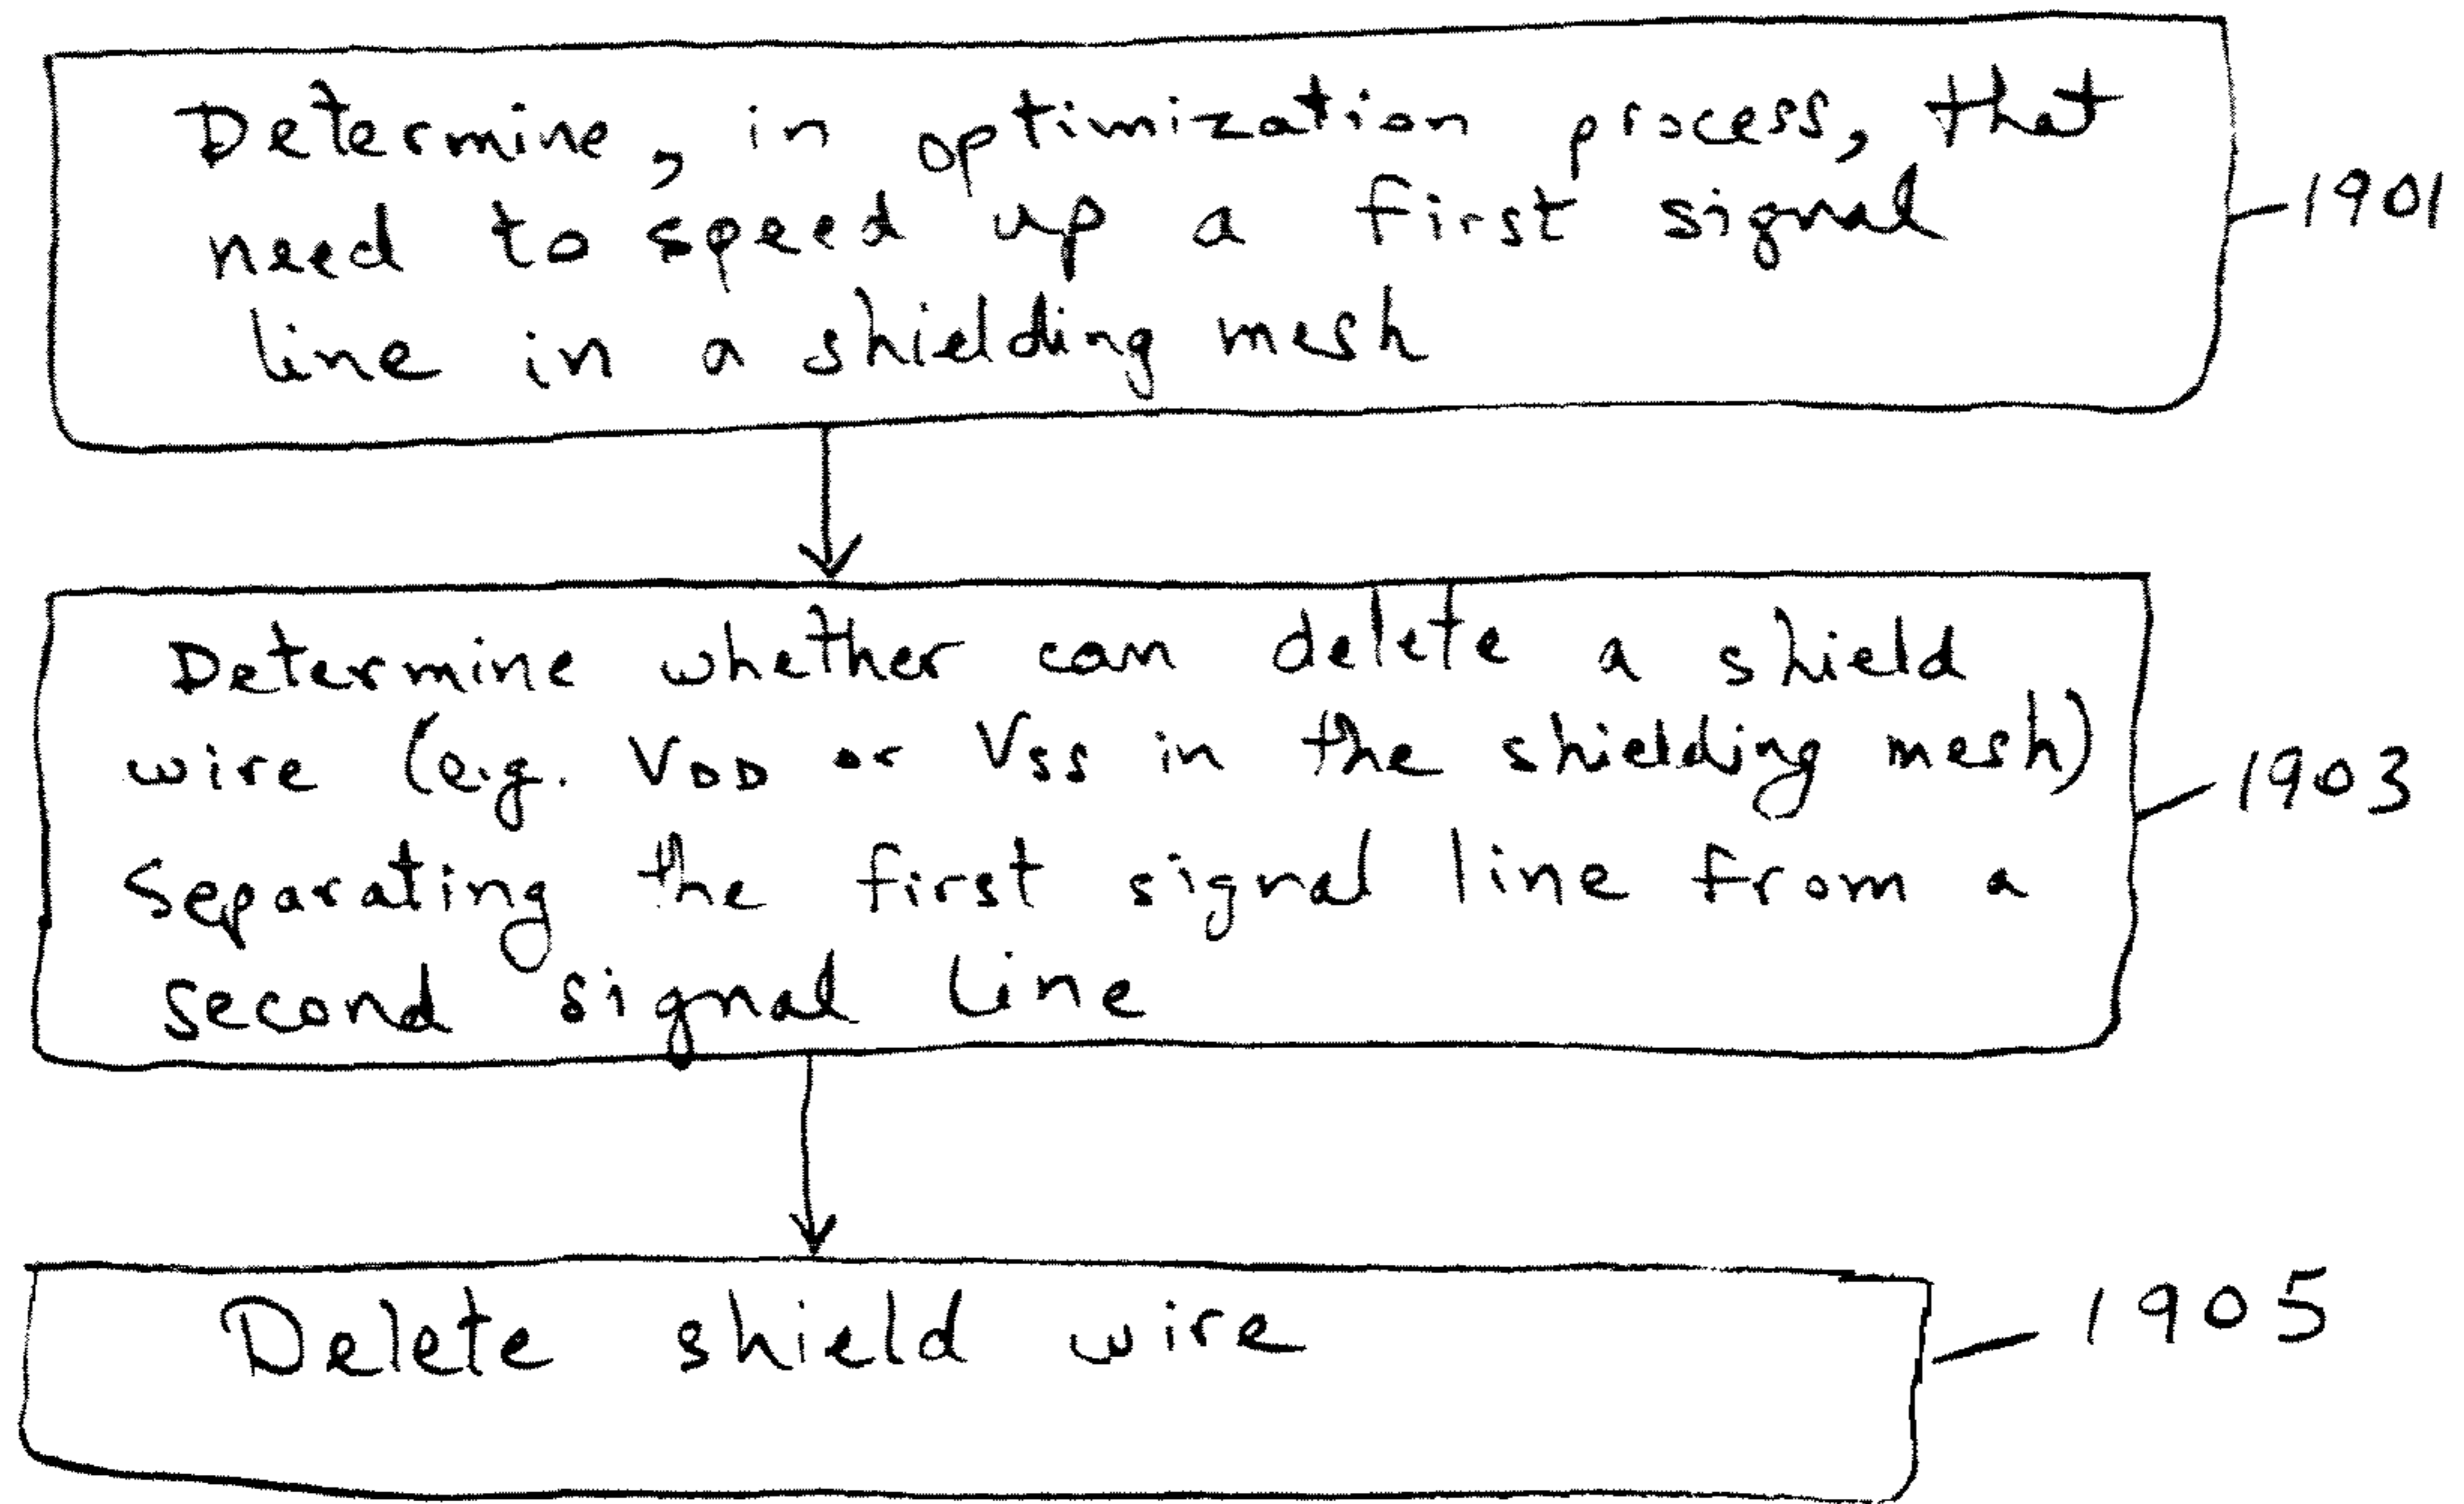 Determine, in optimization process, that
need to speed up a first signal
line in a shielding mesh
1901
Determine whether can delete a shield
wire (e.g. VDD or VSS in the shielding mesh)
separating the first signal line from a
second signal line
1903
Delete shield wire
1905